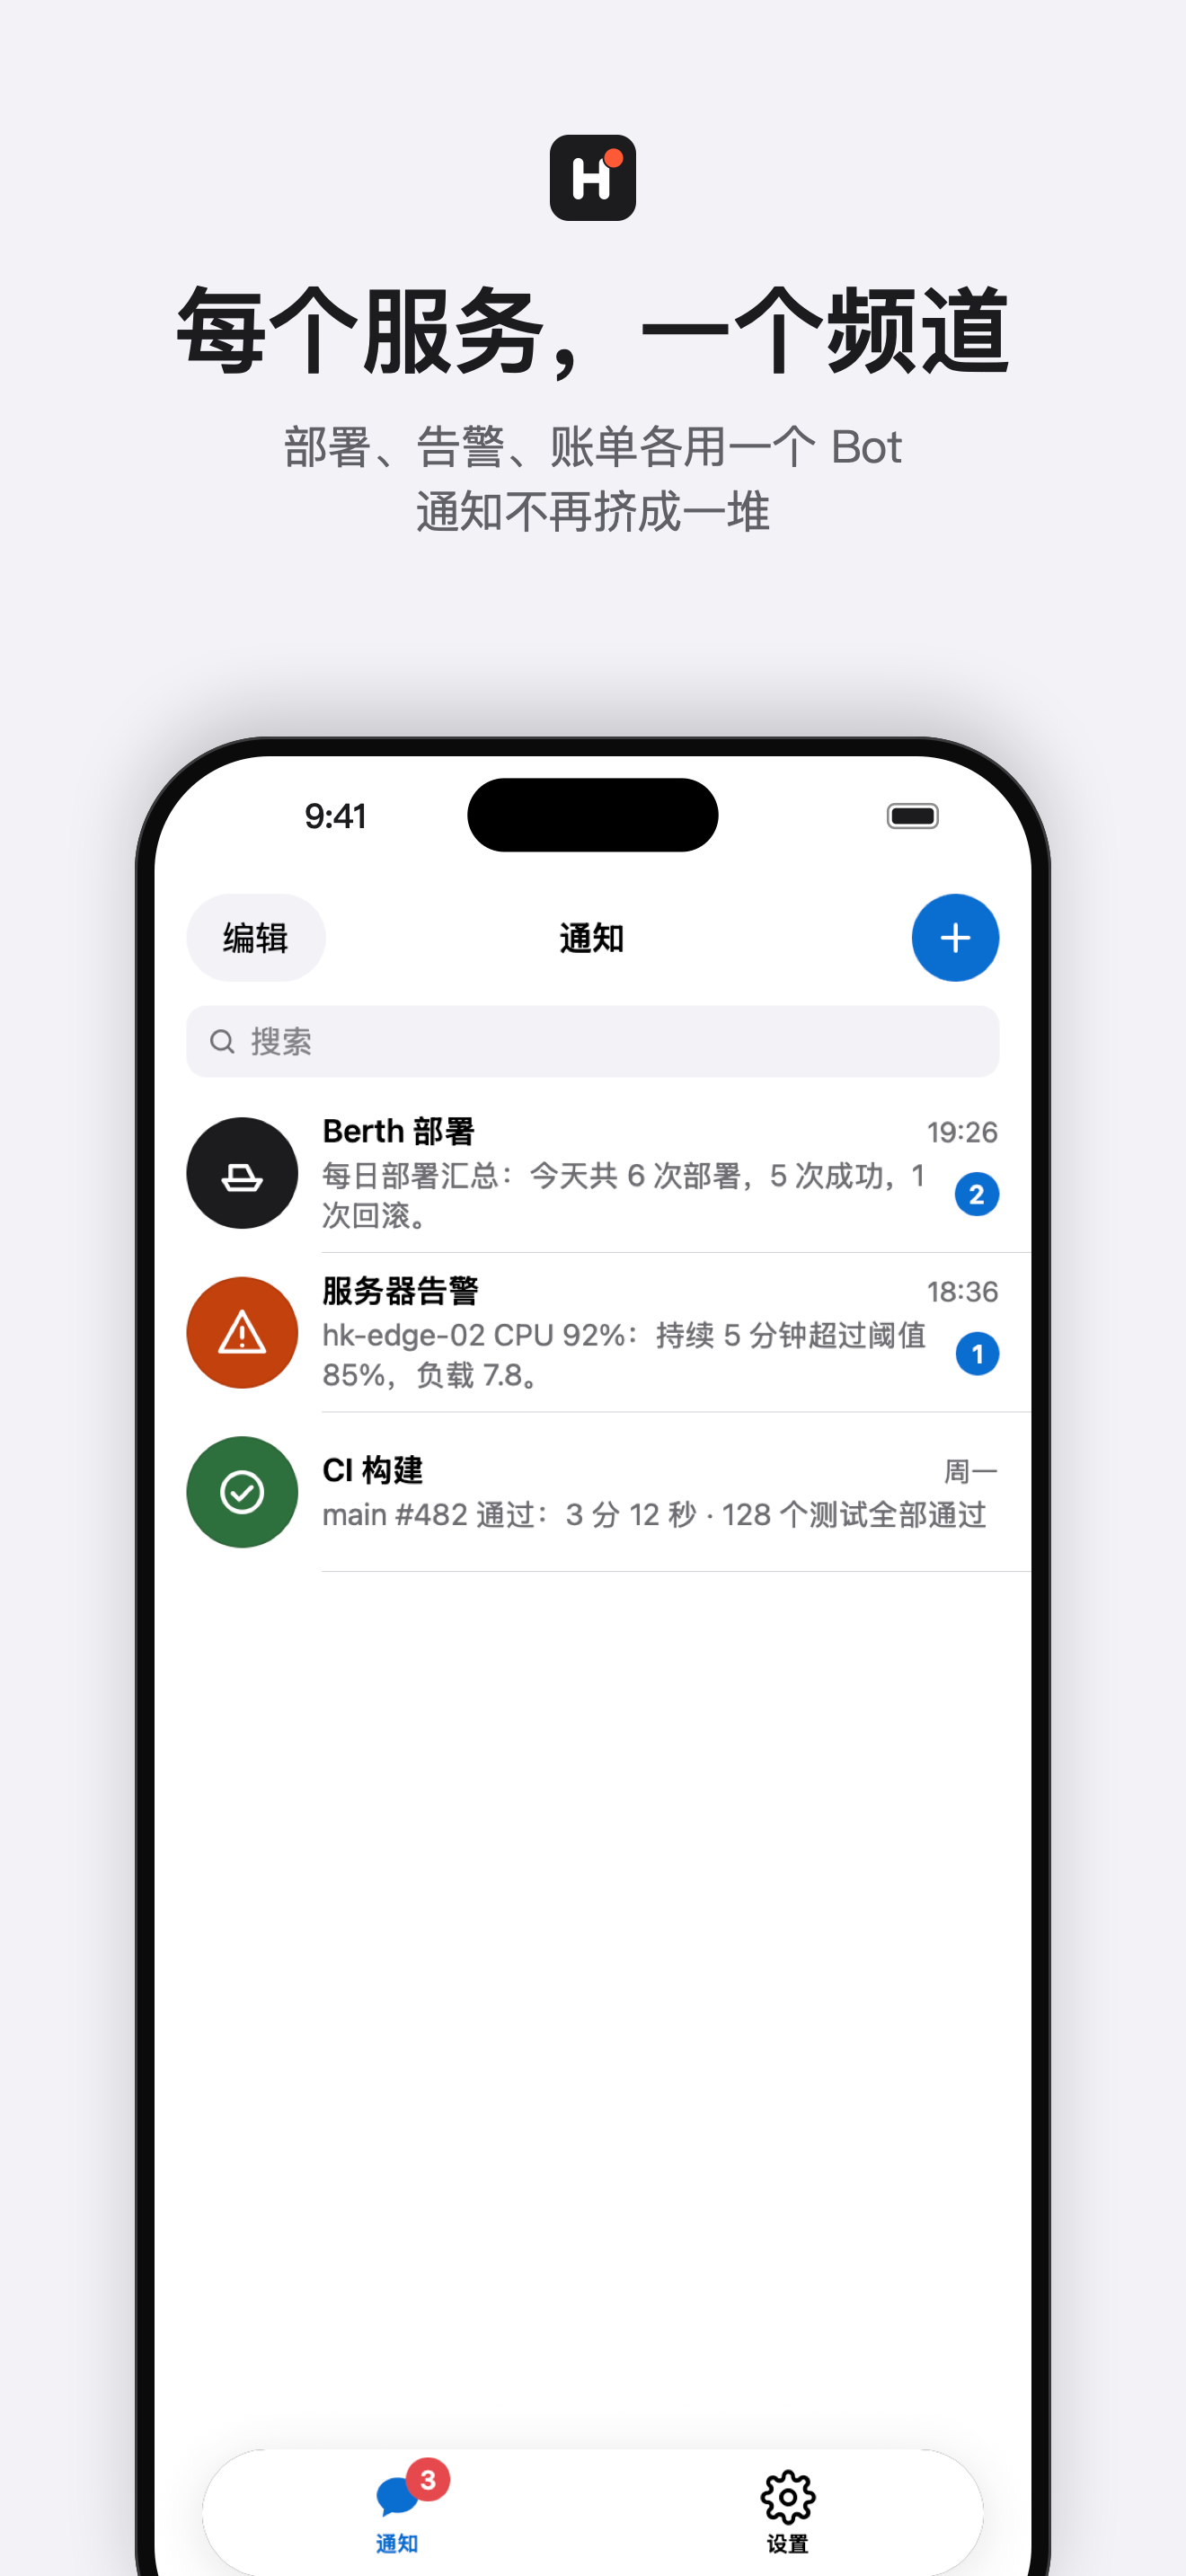 H
每个服务，一个频道
部署、告警、账单各用一个 Bot
通知不再挤成一堆
9:41
编辑
通知
搜索
Berth 部署
19:26
每日部署汇总：今天共 6 次部署，5 次成功，1
次回滚。
2
服务器告警
18:36
hk-edge-02 CPU 92%：持续 5 分钟超过阈值
85%，负载 7.8。
1
CI 构建
周一
main #482 通过：3 分 12 秒 · 128 个测试全部通过
3
通知
设置